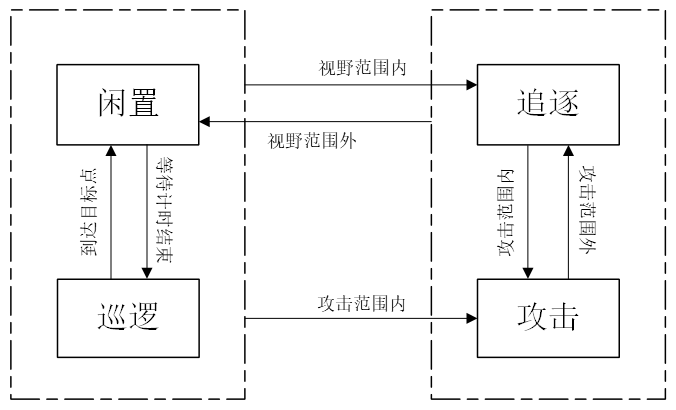 视野范围内
闲置
追逐
视野范围外
到达目标点
等待计时结束
攻击范围内
攻击范围外
巡逻
攻击范围内
攻击